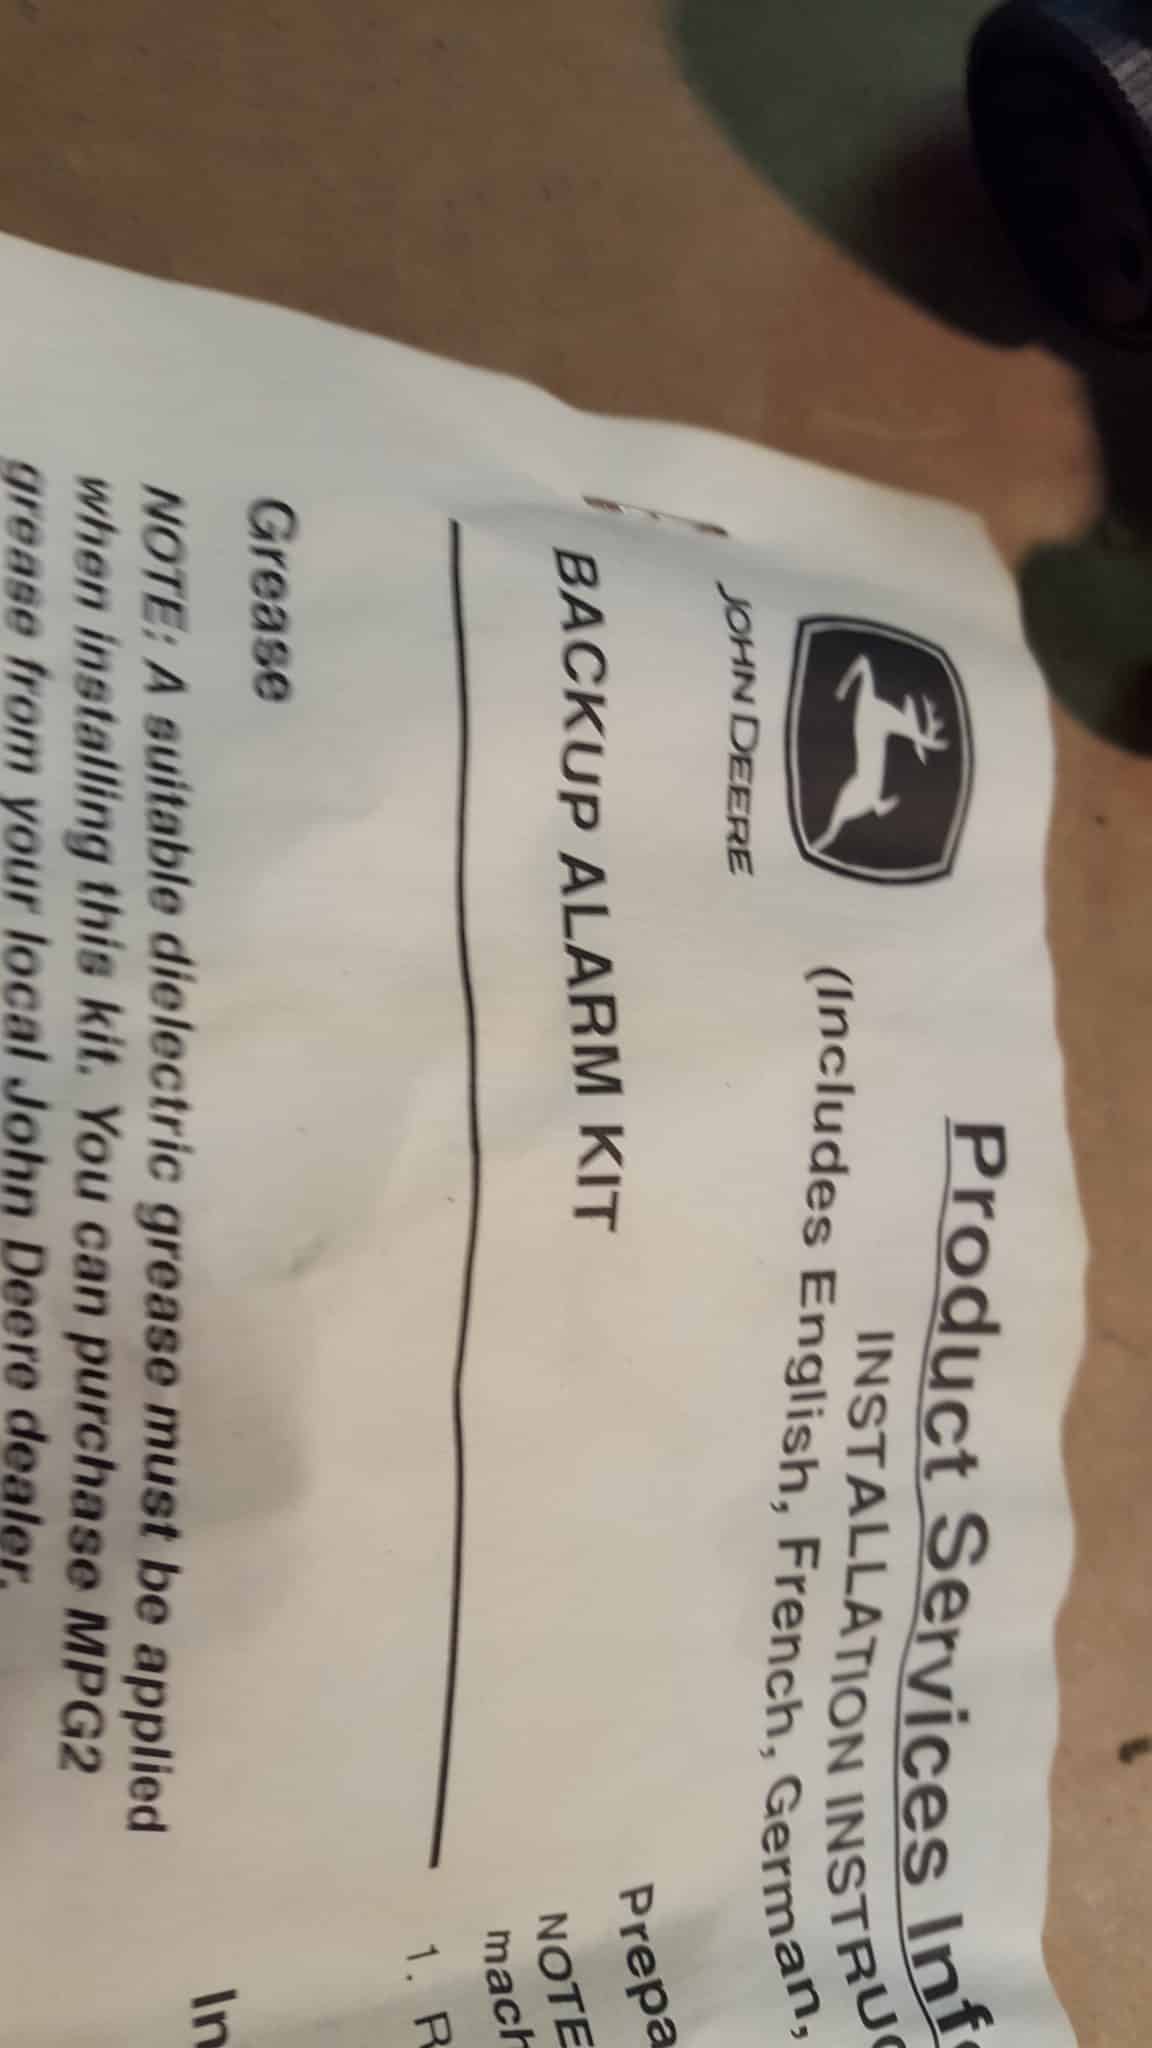 Product Services Inf
INSTALLATION INSTRUC
(Includes English, French, German,
JOHN DEERE
BACKUP ALARM KIT
Grease
NOTE: A suitable dielectric grease must be applied
when installing this kit. You can purchase MPG2
grease from your local John Deere dealer.
Prepa
NOTE
mach
1. R
In